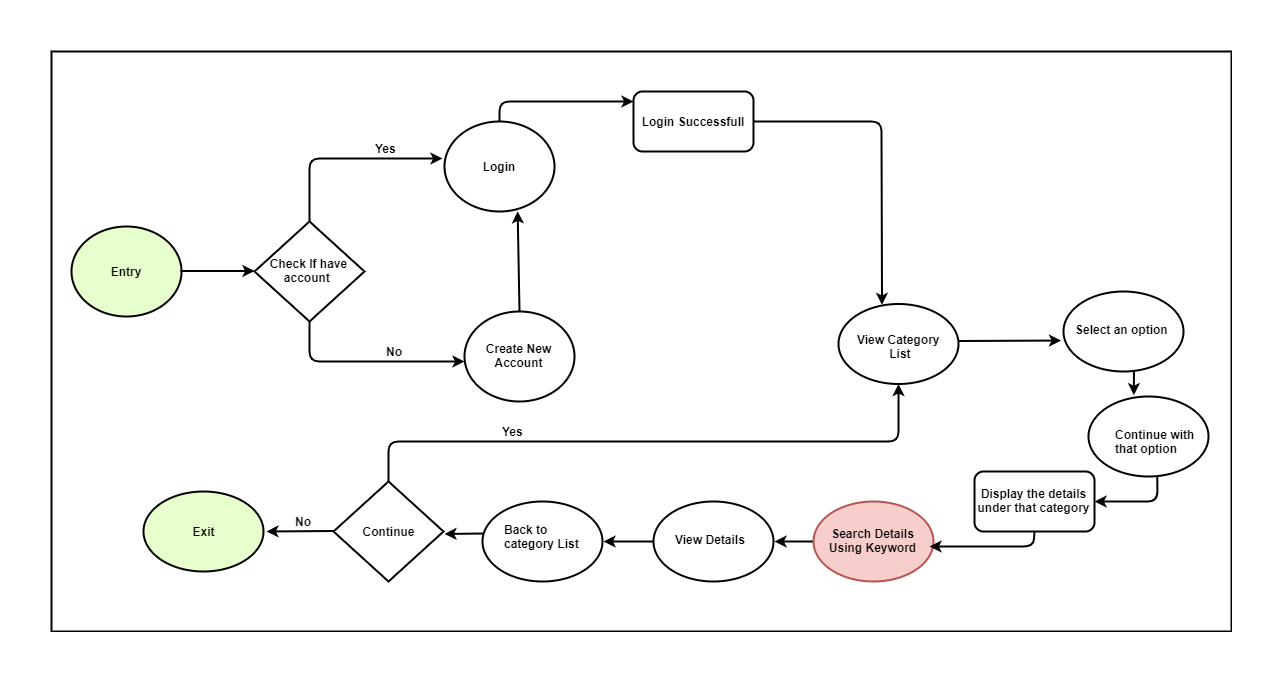 Login Successfull
Yes
Login
Entry
Check If have
account
No
Create New
Account
View Category
List
Select an option
Continue with
that option
Yes
Display the details
under that category
Search Details
Using Keyword
View Details
Back to
category List
Continue
No
Exit